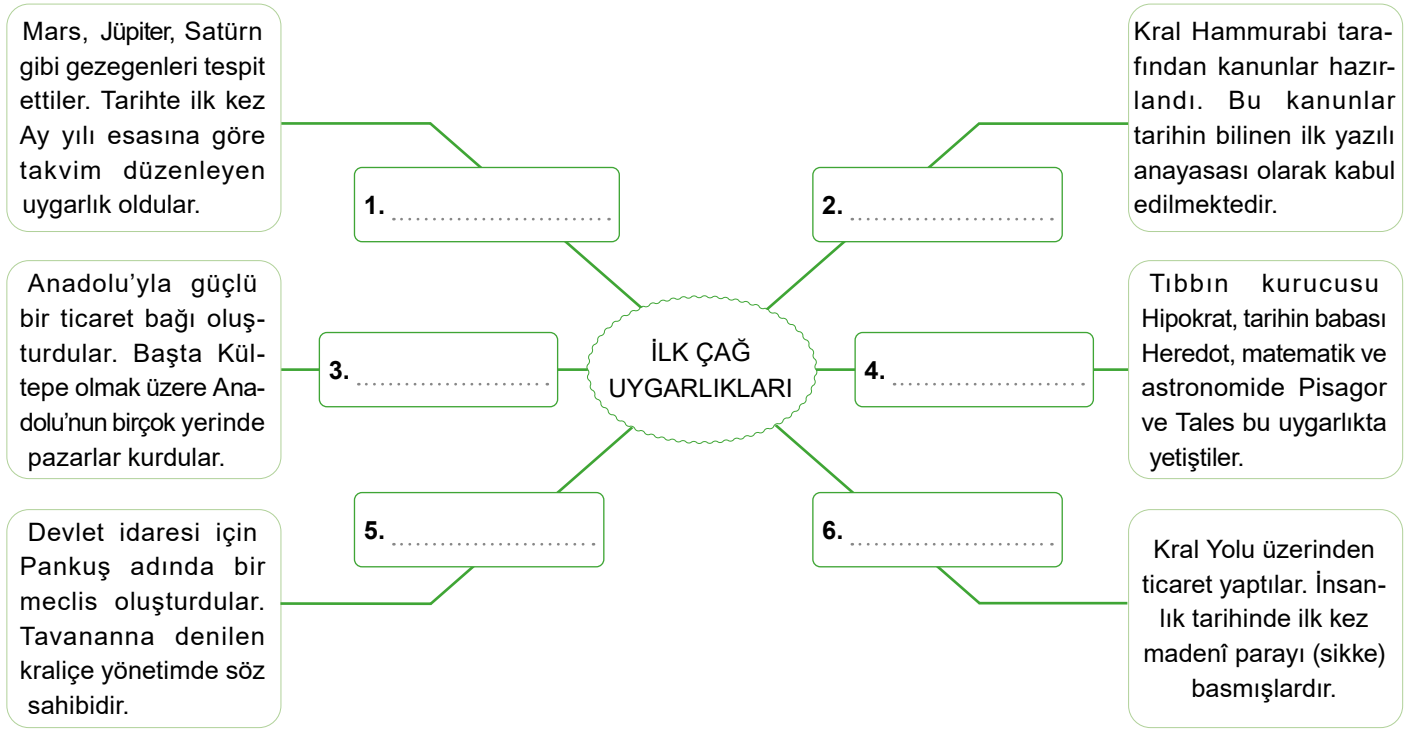 Mars, Jüpiter, Satürn
gibi gezegenleri tespit
ettiler. Tarihte ilk kez
Ay yılı esasına göre
takvim düzenleyen
uygarlık oldular.
Kral Hammurabi tara-
fından kanunlar hazır-
landı. Bu kanunlar
tarihin bilinen ilk yazılı
anayasası olarak kabul
edilmektedir.
1. ..............................
2. ..............................
Anadolu’yla güçlü
bir ticaret bağı oluş-
turdular. Başta Kül-
tepe olmak üzere Ana-
dolu’nun birçok yerinde
pazarlar kurdular.
3. ..............................
İLK ÇAĞ
UYGARLIKLARI
4. ..............................
Tıbbın kurucusu
Hipokrat, tarihin babası
Heredot, matematik ve
astronomide Pisagor
ve Tales bu uygarlıkta
yetiştiler.
5. ..............................
6. ..............................
Devlet idaresi için
Pankuş adında bir
meclis oluşturdular.
Tavananna denilen
kraliçe yönetimde söz
sahibidir.
Kral Yolu üzerinden
ticaret yaptılar. İnsan-
lık tarihinde ilk kez
madenî parayı (sikke)
basmışlardır.